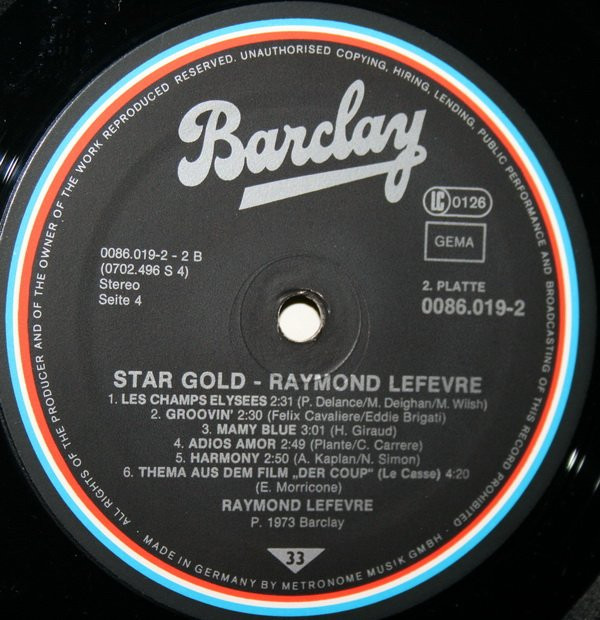 ALL RIGHTS OF THE PRODUCER AND OF THE OWNER OF THE WORK REPRODUCED RESERVED. UNAUTHORISED COPYING, HIRING, LENDING, PUBLIC PERFORMANCE AND BROADCASTING OF THIS RECORD PROHIBITED ·
Barclay
LC 0126
GEMA
0086.019-2 - 2 B
(0702.496 S 4)
Stereo
Seite 4
2. PLATTE
0086.019-2
STAR GOLD - RAYMOND LEFEVRE
1. LES CHAMPS ELYSEES 2:31 (P. Delance/M. Deighan/M. Wilsh)
2. GROOVIN' 2:30 (Felix Cavaliere/Eddie Brigati)
3. MAMY BLUE 3:01 (H. Giraud)
4. ADIOS AMOR 2:49 (Plante/C. Carrere)
5. HARMONY 2:50 (A. Kaplan/N. Simon)
6. THEMA AUS DEM FILM „DER COUP“ (Le Casse) 4:20
(E. Morricone)
RAYMOND LEFEVRE
P. 1973 Barclay
33
MADE IN GERMANY BY METRONOME MUSIK GMBH ·